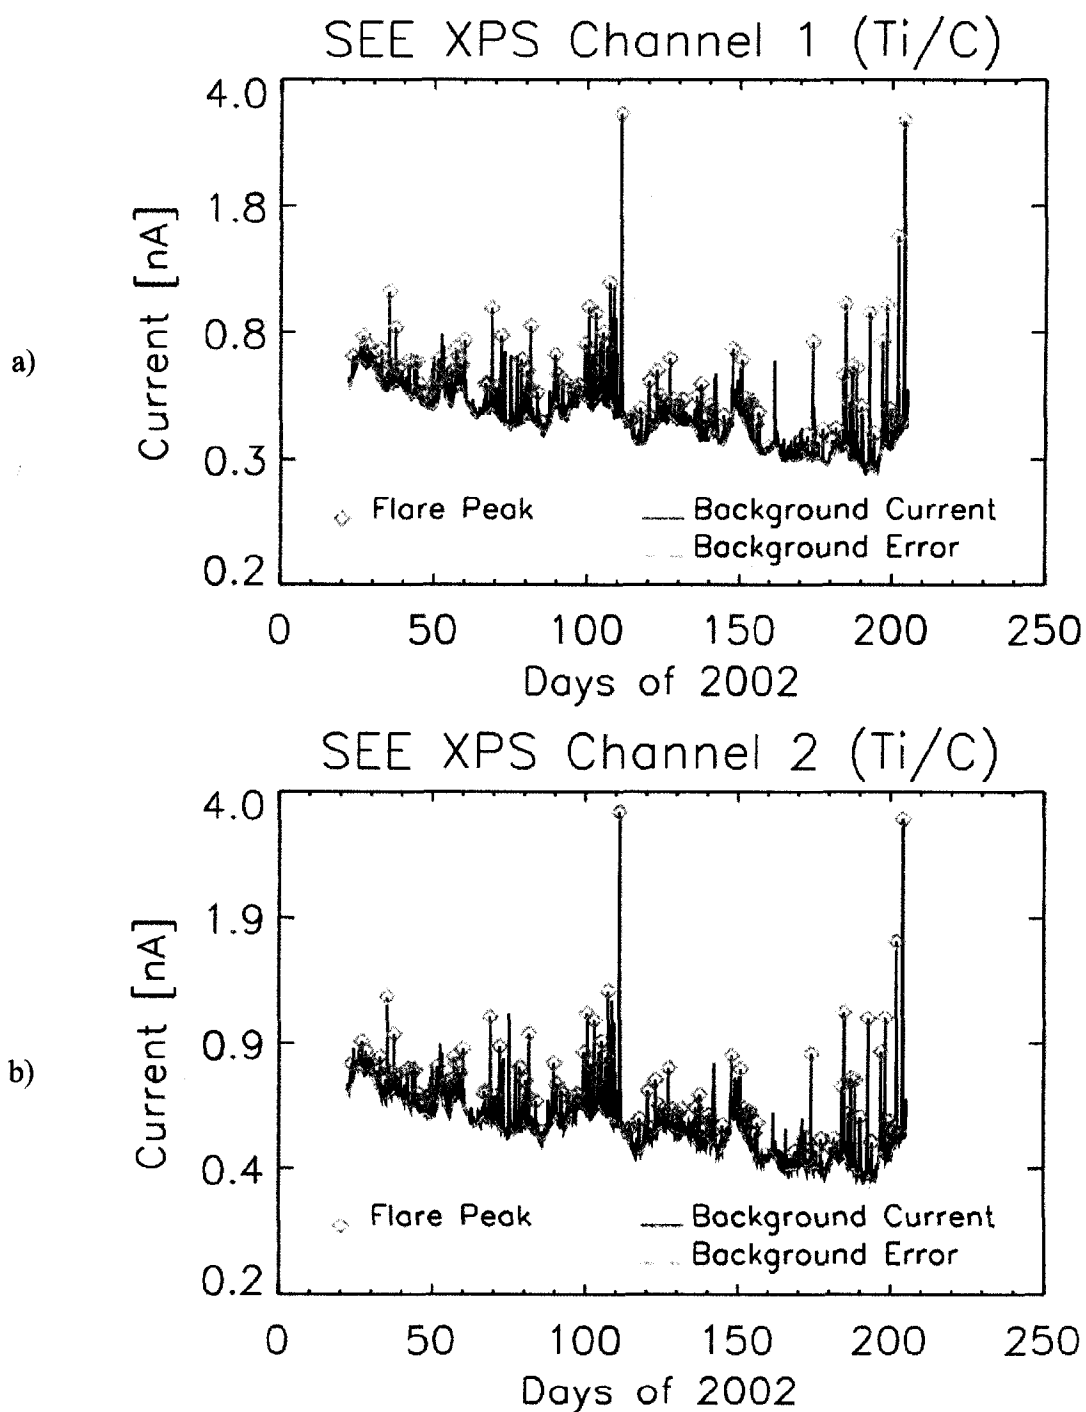 SEE XPS Channel 1 (Ti/C)
4.0
1.8
0.8
0.3
0.2
Current [nA]
a)
Flare Peak
Background Current
Background Error
0 50 100 150 200 250
Days of 2002
SEE XPS Channel 2 (Ti/C)
4.0
1.9
0.9
0.4
0.2
Current [nA]
b)
Flare Peak
Background Current
Background Error
0 50 100 150 200 250
Days of 2002